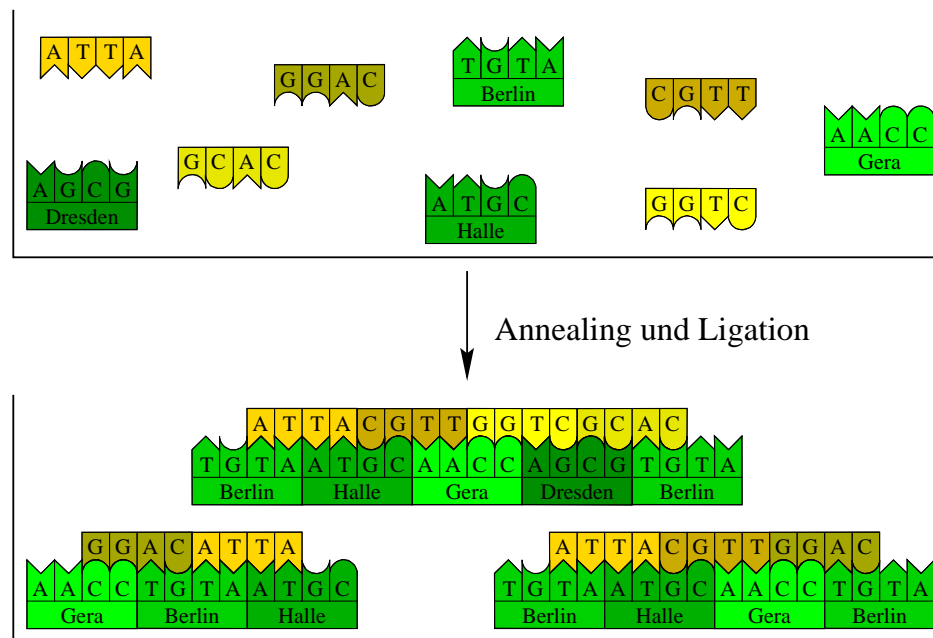 A T T A
G G A C
T G T A
Berlin
C G T T
A A C C
Gera
G C A C
A G C G
Dresden
A T G C
Halle
G G T C
Annealing und Ligation
A T T A C G T T G G T C G C A C
T G T A A T G C A A C C A G C G T G T A
Berlin Halle Gera Dresden Berlin
G G A C A T T A
A A C C T G T A A T G C
Gera Berlin Halle
A T T A C G T T G G A C
T G T A A T G C A A C C T G T A
Berlin Halle Gera Berlin